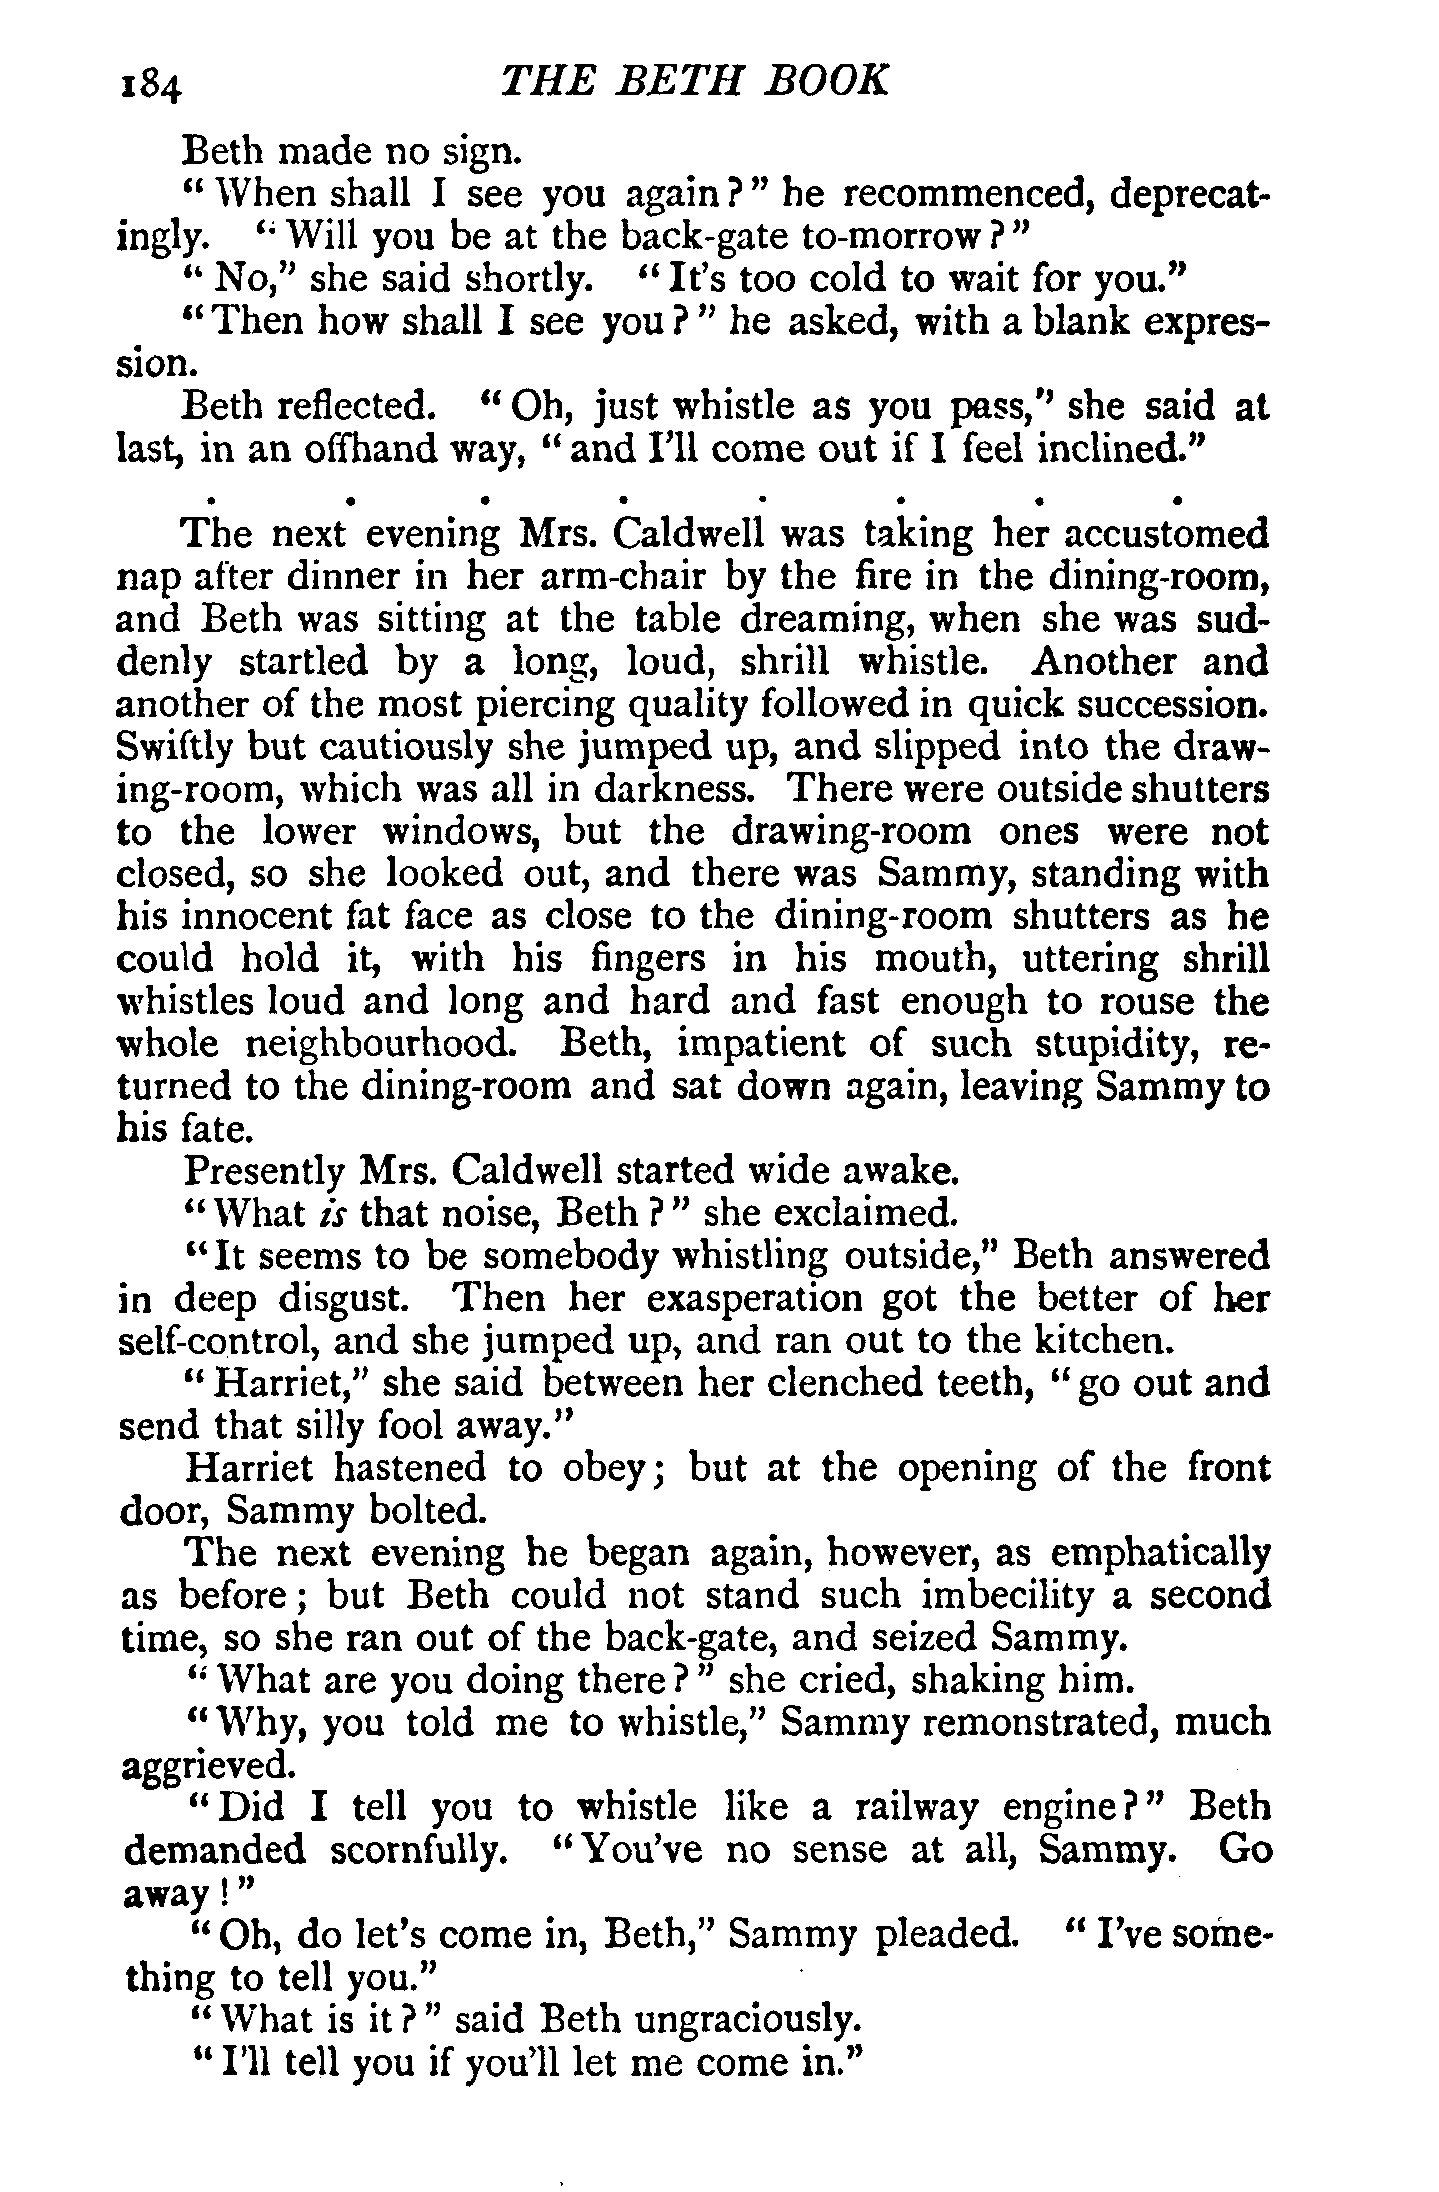 184 THE BETH BOOK
Beth made no sign.
“When shall I see you again?” he recommenced, deprecat-
ingly. “Will you be at the back-gate to-morrow?”
“No,” she said shortly. “It’s too cold to wait for you.”
“Then how shall I see you?” he asked, with a blank expres-
sion.
Beth reflected. “Oh, just whistle as you pass,” she said at
last, in an offhand way, “and I’ll come out if I feel inclined.”
. . . . . . . .
The next evening Mrs. Caldwell was taking her accustomed
nap after dinner in her arm-chair by the fire in the dining-room,
and Beth was sitting at the table dreaming, when she was sud-
denly startled by a long, loud, shrill whistle. Another and
another of the most piercing quality followed in quick succession.
Swiftly but cautiously she jumped up, and slipped into the draw-
ing-room, which was all in darkness. There were outside shutters
to the lower windows, but the drawing-room ones were not
closed, so she looked out, and there was Sammy, standing with
his innocent fat face as close to the dining-room shutters as he
could hold it, with his fingers in his mouth, uttering shrill
whistles loud and long and hard and fast enough to rouse the
whole neighbourhood. Beth, impatient of such stupidity, re-
turned to the dining-room and sat down again, leaving Sammy to
his fate.
Presently Mrs. Caldwell started wide awake.
“What is that noise, Beth?” she exclaimed.
“It seems to be somebody whistling outside,” Beth answered
in deep disgust. Then her exasperation got the better of her
self-control, and she jumped up, and ran out to the kitchen.
“Harriet,” she said between her clenched teeth, “go out and
send that silly fool away.”
Harriet hastened to obey; but at the opening of the front
door, Sammy bolted.
The next evening he began again, however, as emphatically
as before; but Beth could not stand such imbecility a second
time, so she ran out of the back-gate, and seized Sammy.
“What are you doing there?” she cried, shaking him.
“Why, you told me to whistle,” Sammy remonstrated, much
aggrieved.
“Did I tell you to whistle like a railway engine?” Beth
demanded scornfully. “You’ve no sense at all, Sammy. Go
away!”
“Oh, do let’s come in, Beth,” Sammy pleaded. “I’ve some-
thing to tell you.”
“What is it?” said Beth ungraciously.
“I’ll tell you if you’ll let me come in.”